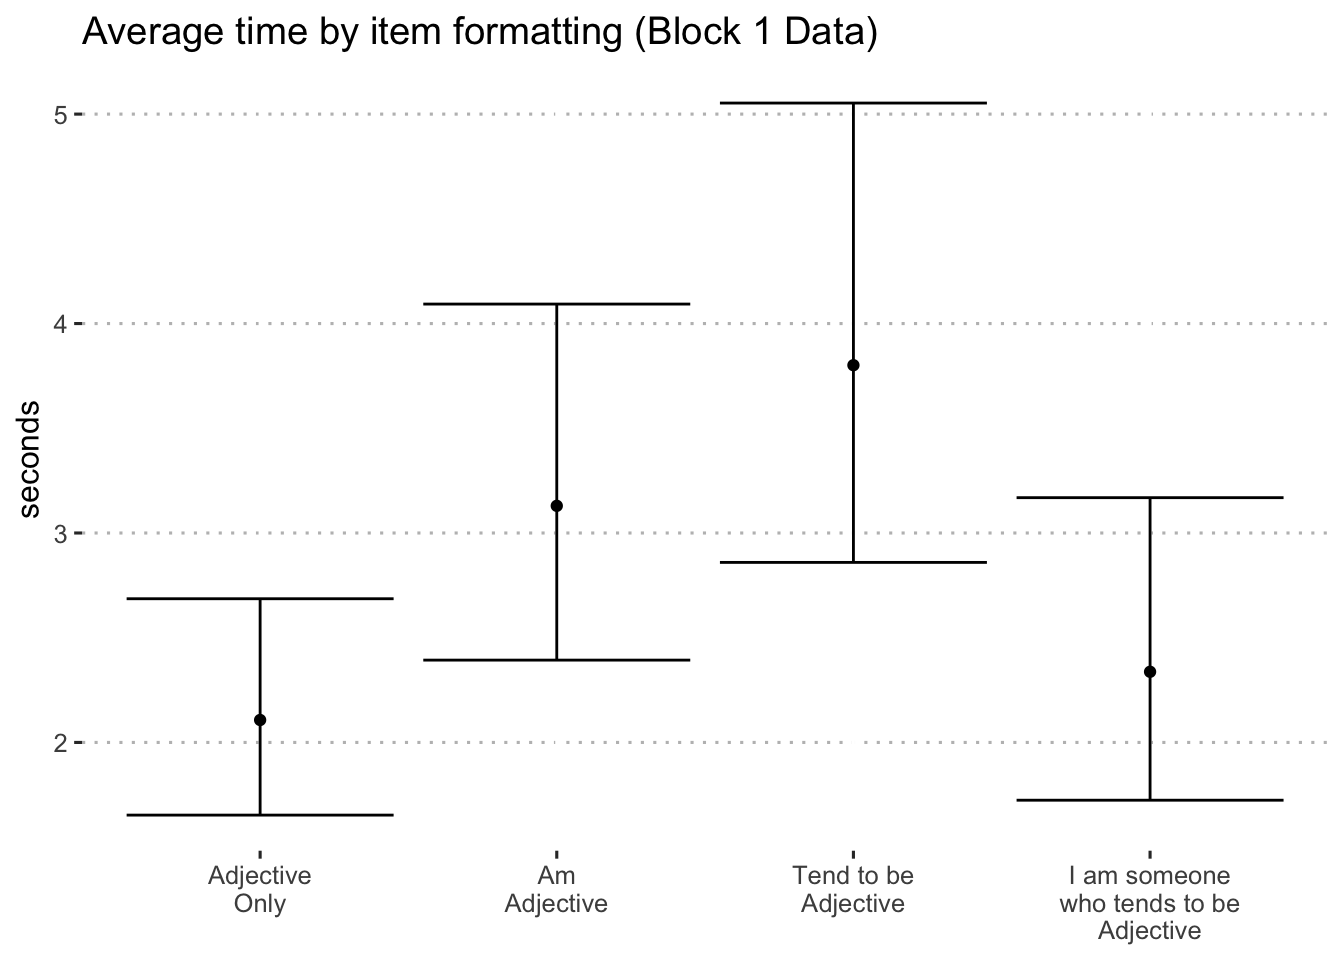 Average time by item formatting (Block 1 Data)
5
4
3
2
seconds
Adjective
Only
Am
Adjective
Tend to be
Adjective
I am someone
who tends to be
Adjective